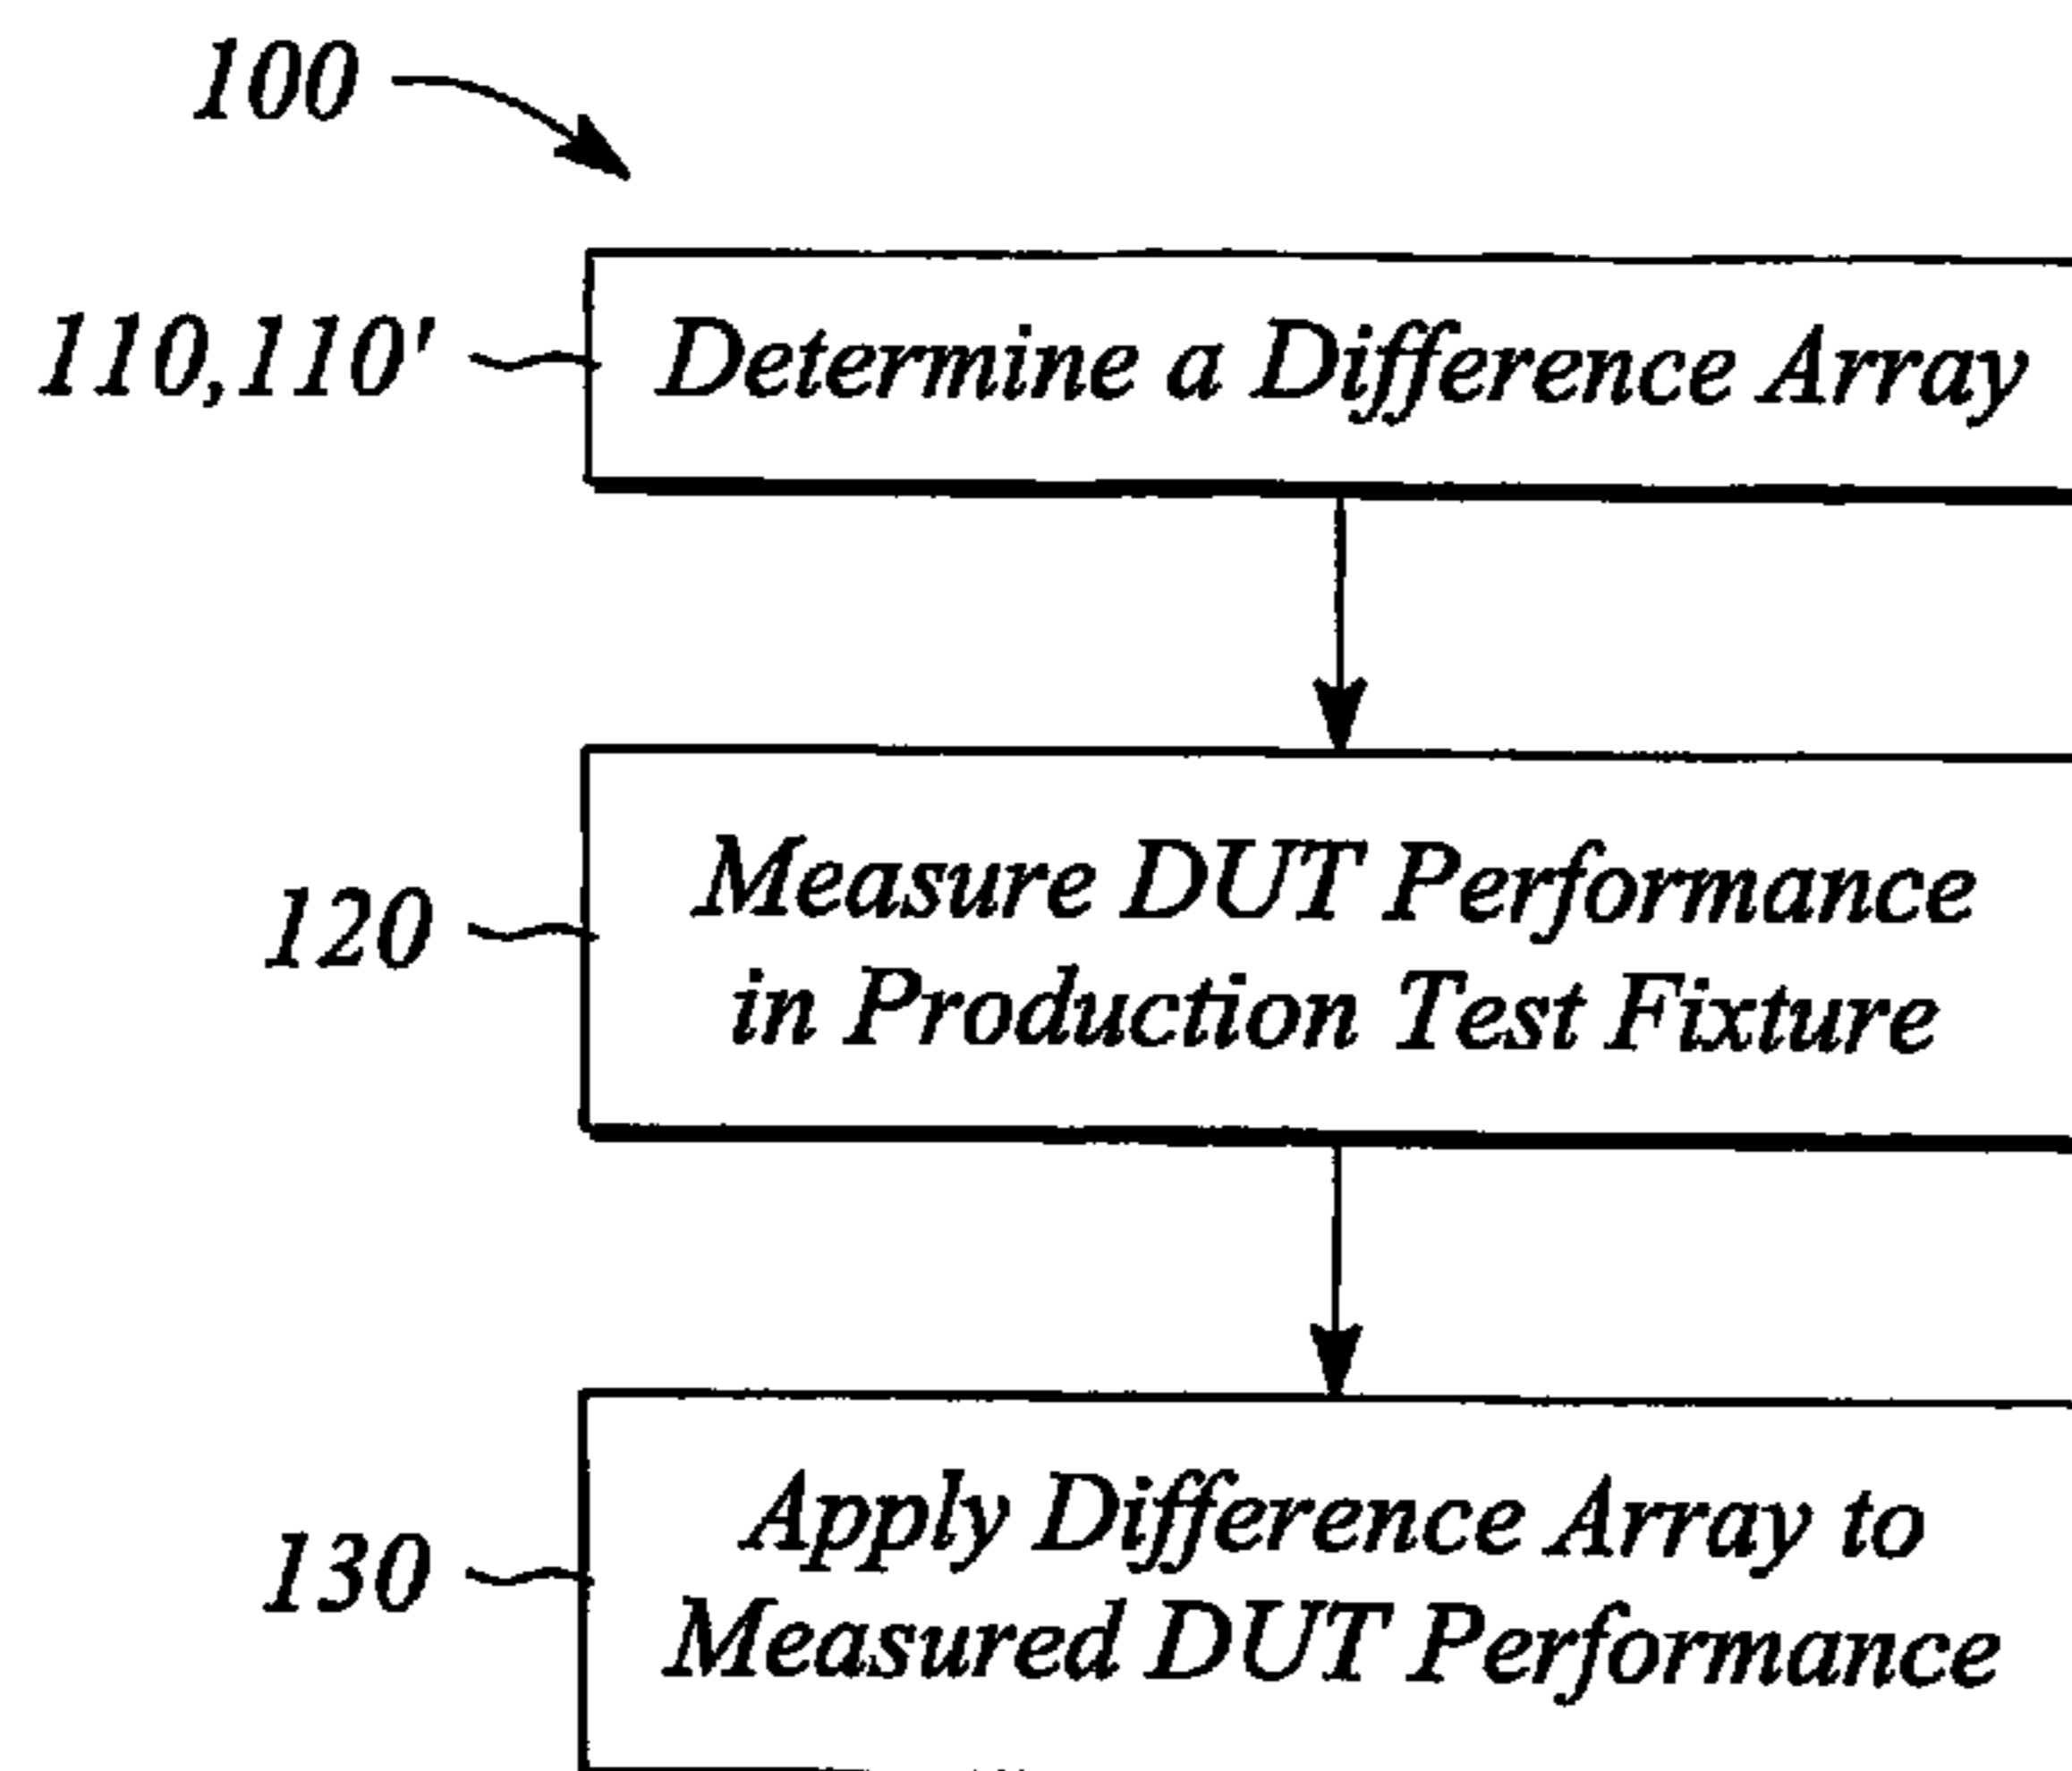 100
110,110'
Determine a Difference Array
120
Measure DUT Performance
in Production Test Fixture
130
Apply Difference Array to
Measured DUT Performance